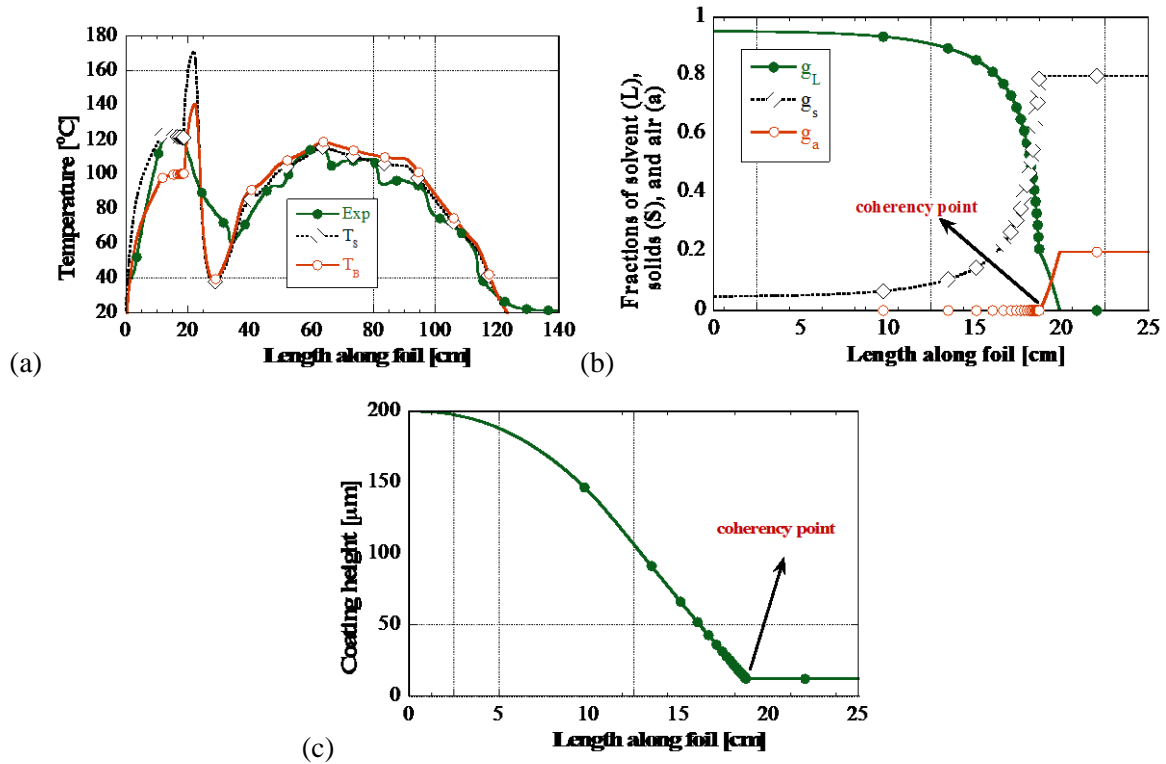 180
160
140
120
100
80
60
40
20
Temperature [°C]
Exp
T_S
T_B
0 20 40 60 80 100 120 140
Length along foil [cm]
(a)
1
0.8
0.6
0.4
0.2
0
Fractions of solvent (L),
solids (S), and air (a)
g_L
g_s
g_a
coherency point
0 5 10 15 20 25
Length along foil [cm]
(b)
200
150
100
50
0
Coating height [μm]
coherency point
0 5 10 15 20 25
Length along foil [cm]
(c)